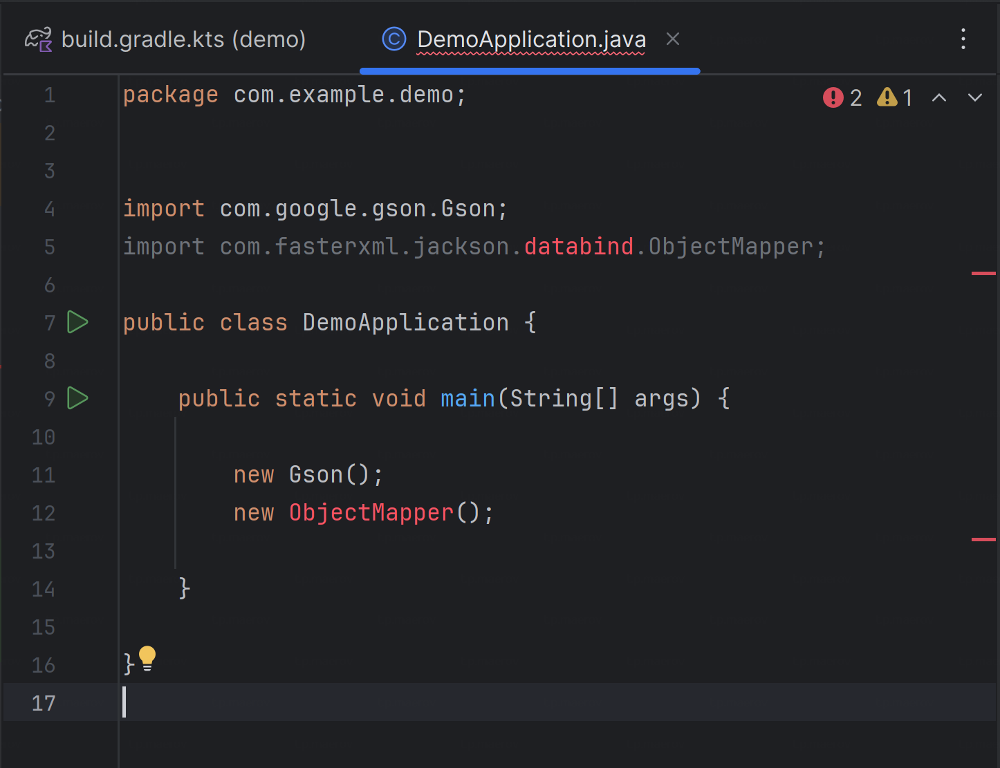 build.gradle.kts (demo) DemoApplication.java
1 package com.example.demo; 2 1
2
3
4 import com.google.gson.Gson;
5 import com.fasterxml.jackson.databind.ObjectMapper;
6
7 public class DemoApplication {
8
9 public static void main(String[] args) {
10
11 new Gson();
12 new ObjectMapper();
13
14 }
15
16 }
17